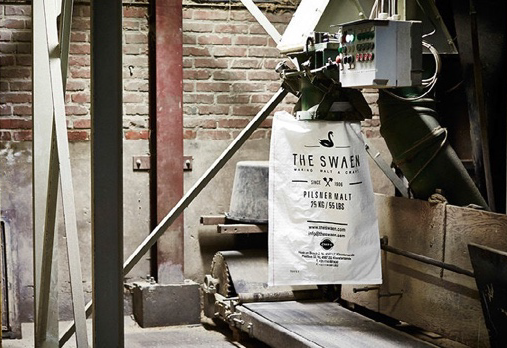 THE SWAEN
MAKING MALT A CRAFT
SINCE 1906
PILSNER MALT
25 KG / 55 LBS
www.theswaen.com
info@theswaen.com